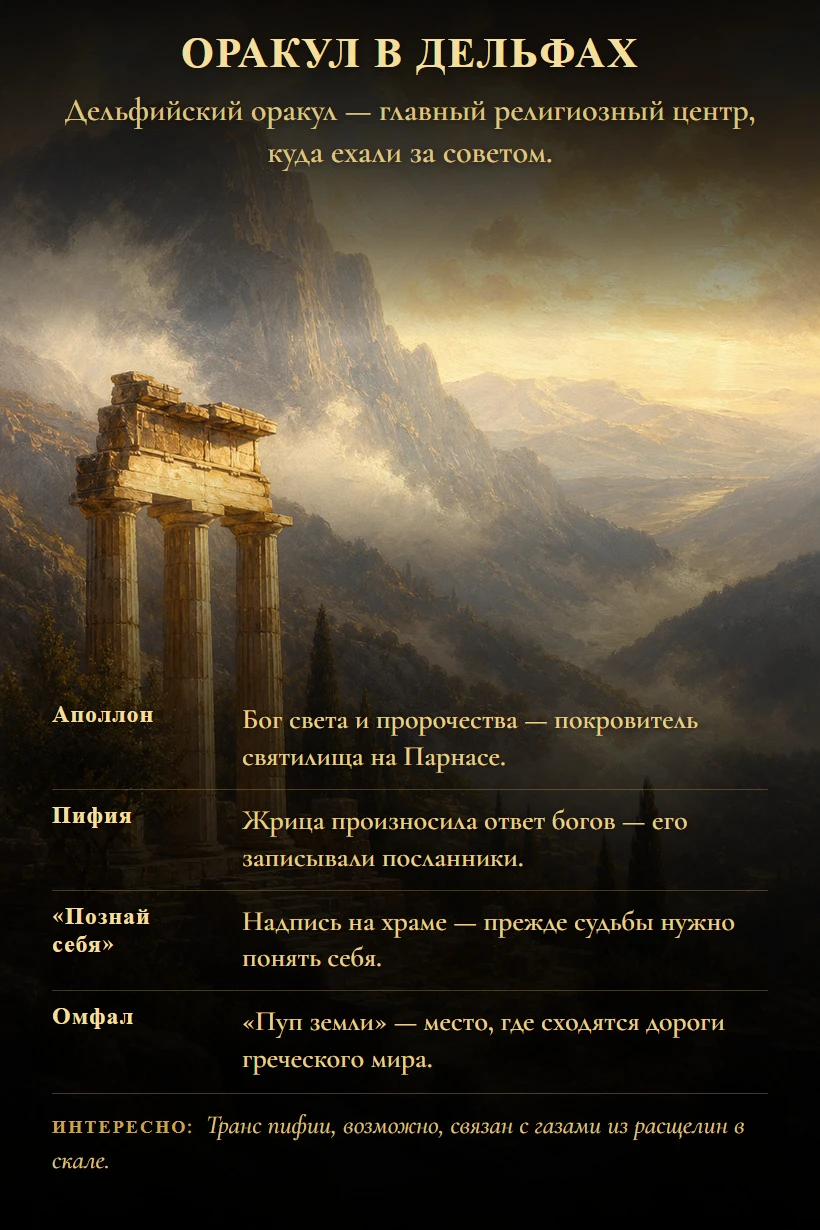 ОРАКУЛ В ДЕЛЬФАХ
Дельфийский оракул — главный религиозный центр,
куда ехали за советом.
Аполлон
Бог света и пророчества — покровитель
святилища на Парнасе.
Пифия
Жрица произносила ответ богов — его
записывали посланники.
«Познай
себя»
Надпись на храме — прежде судьбы нужно
понять себя.
Омфал
«Пуп земли» — место, где сходятся дороги
греческого мира.
ИНТЕРЕСНО: Транс пифии, возможно, связан с газами из расщелин в
скале.